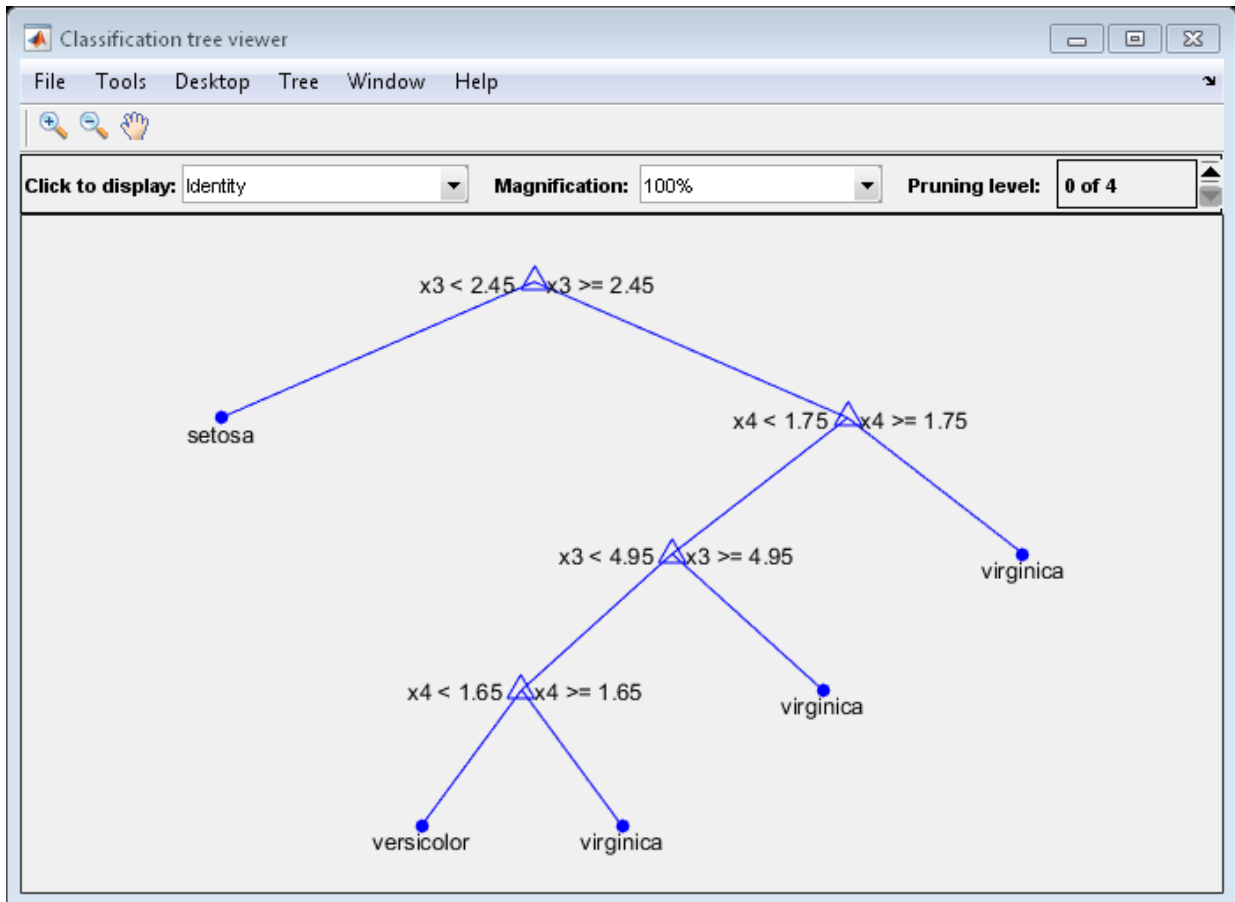 Classification tree viewer
File Tools Desktop Tree Window Help
Click to display: Identity Magnification: 100% Pruning level: 0 of 4
x3 < 2.45 x3 >= 2.45
setosa
x4 < 1.75 x4 >= 1.75
x3 < 4.95 x3 >= 4.95
virginica
x4 < 1.65 x4 >= 1.65
virginica
versicolor virginica